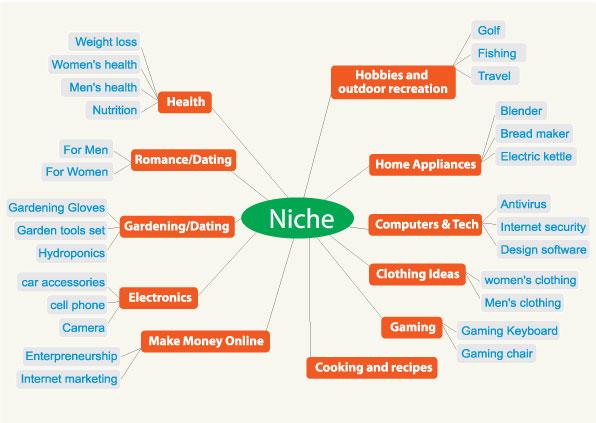 Niche
Health
Weight loss
Women's health
Men's health
Nutrition
Romance/Dating
For Men
For Women
Gardening/Dating
Gardening Gloves
Garden tools set
Hydroponics
Electronics
car accessories
cell phone
Camera
Make Money Online
Enterpreneurship
Internet marketing
Hobbies and
outdoor recreation
Golf
Fishing
Travel
Home Appliances
Blender
Bread maker
Electric kettle
Computers & Tech
Antivirus
Internet security
Design software
Clothing Ideas
women's clothing
Men's clothing
Gaming
Gaming Keyboard
Gaming chair
Cooking and recipes